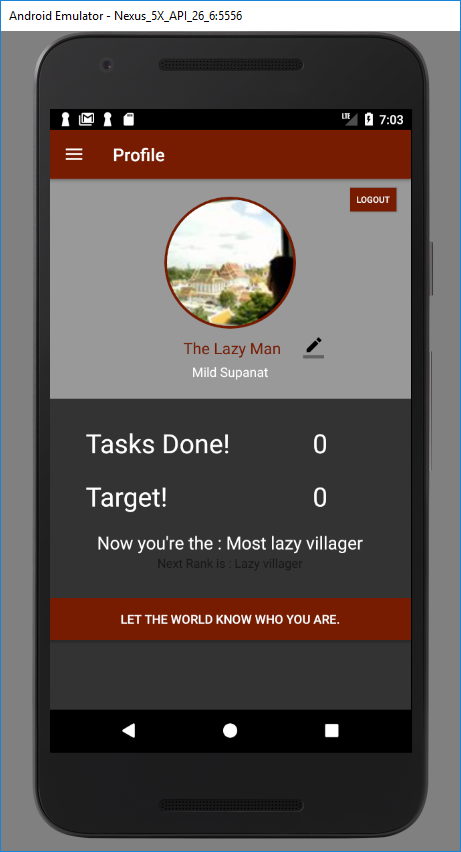 Android Emulator - Nexus_5X_API_26_6:5556
LTE 7:03
Profile
LOGOUT
The Lazy Man
Mild Supanat
Tasks Done! 0
Target! 0
Now you're the : Most lazy villager
Next Rank is : Lazy villager
LET THE WORLD KNOW WHO YOU ARE.